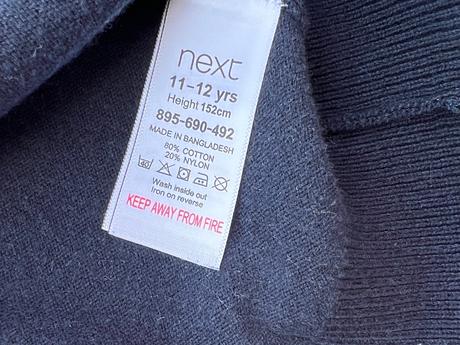 next
11-12 yrs
Height 152cm
895-690-492
MADE IN BANGLADESH
80% COTTON
20% NYLON
Wash inside out
Iron on reverse
KEEP AWAY FROM FIRE